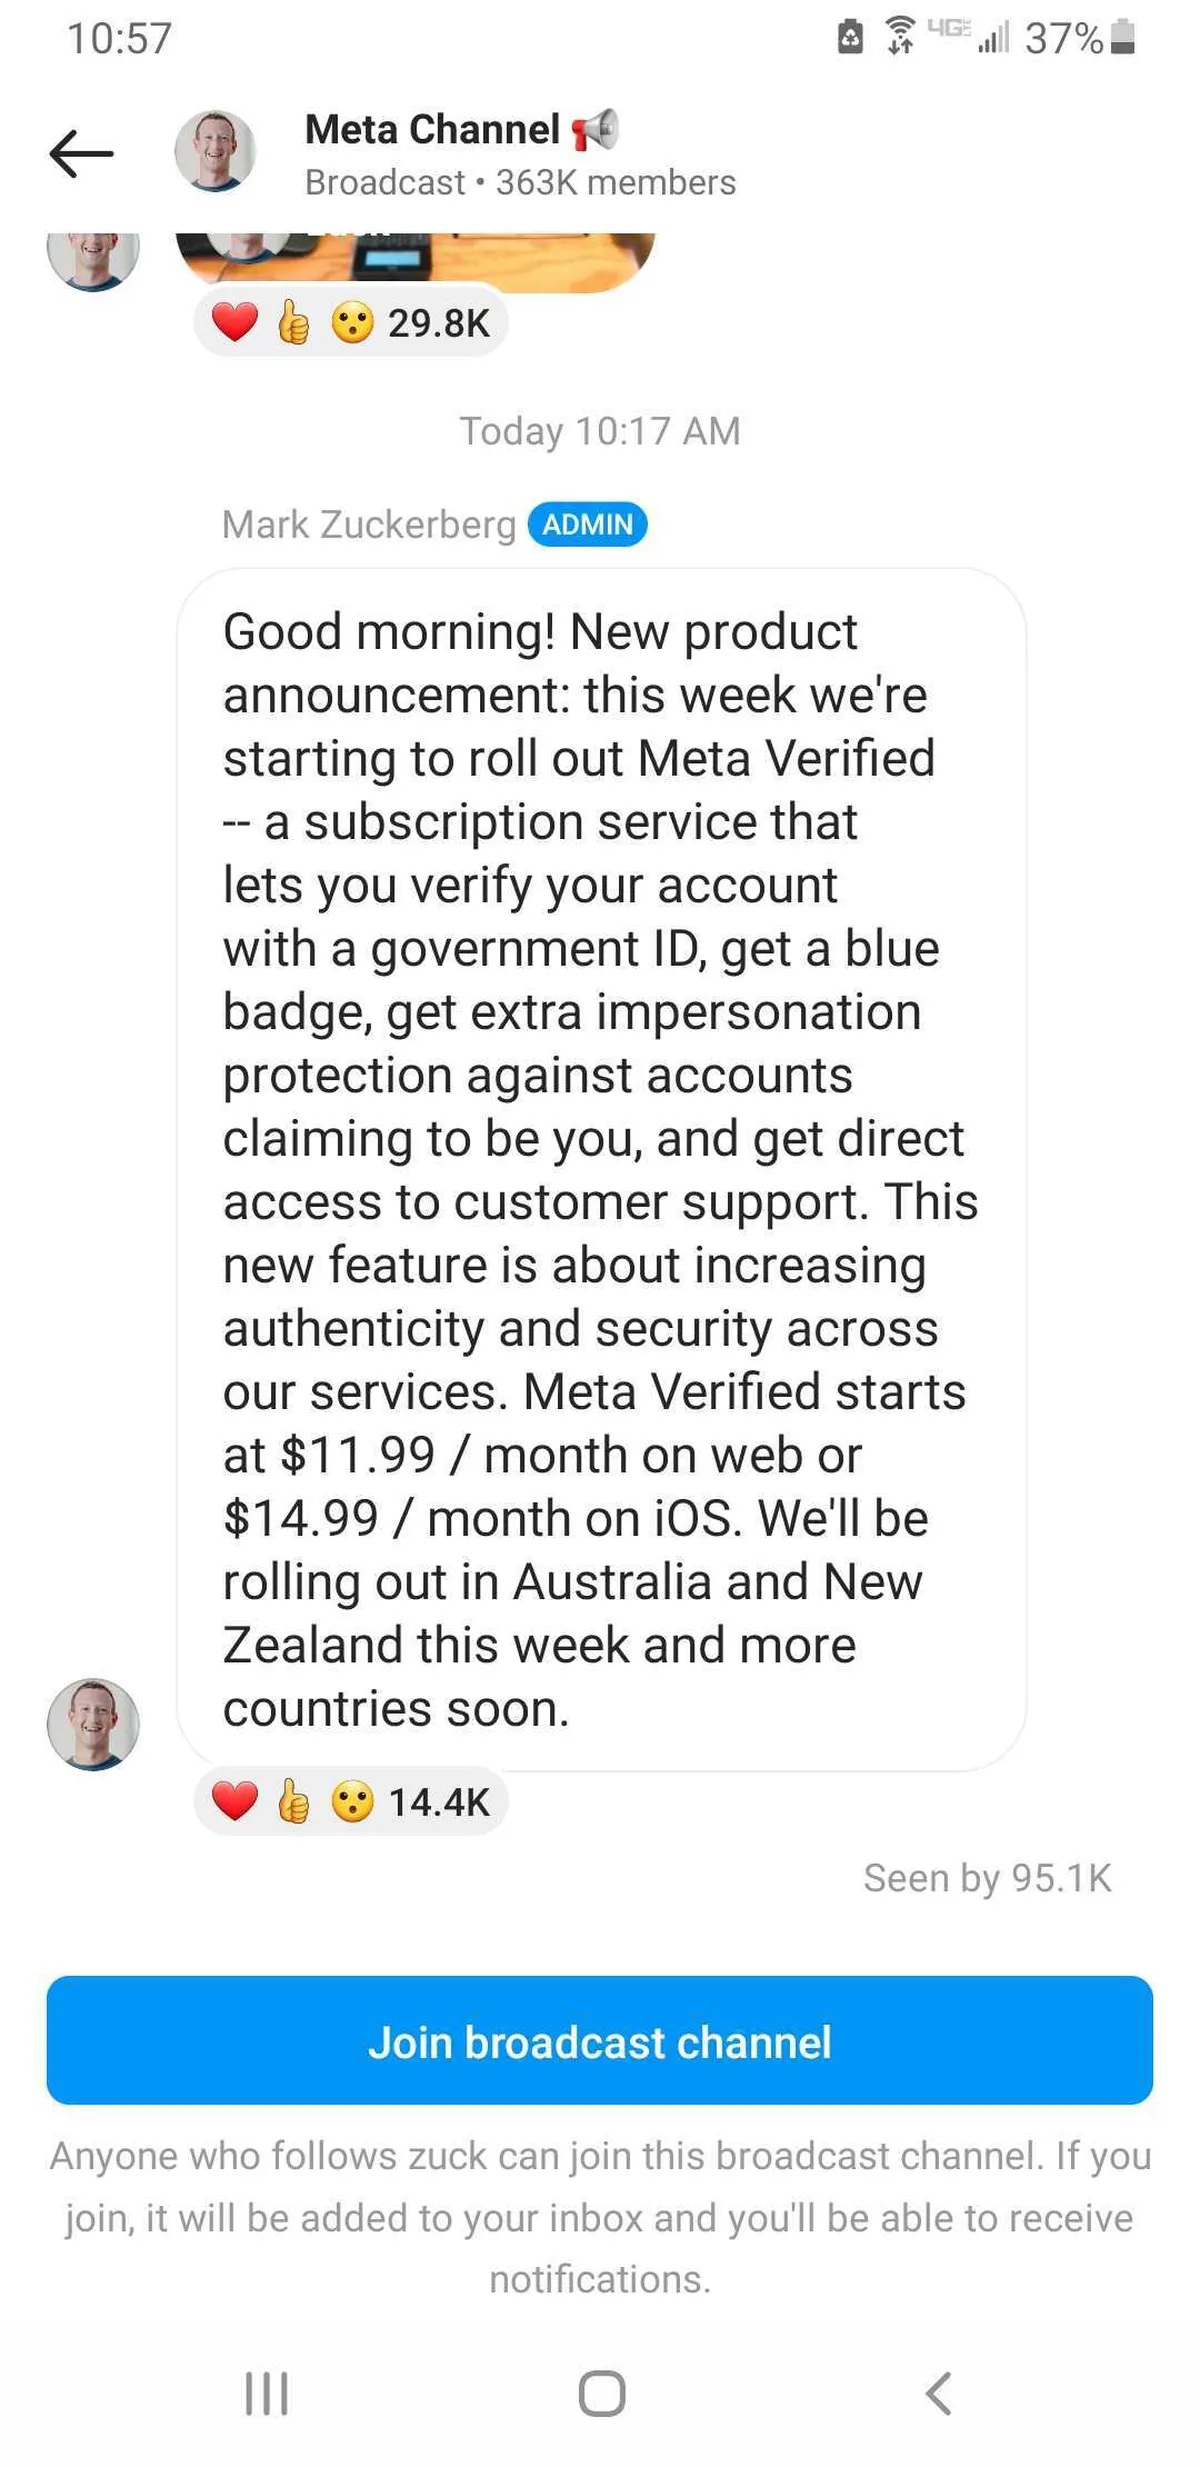 10:57
4GE 37%
Meta Channel
Broadcast • 363K members
29.8K
Today 10:17 AM
Mark Zuckerberg ADMIN
Good morning! New product
announcement: this week we're
starting to roll out Meta Verified
-- a subscription service that
lets you verify your account
with a government ID, get a blue
badge, get extra impersonation
protection against accounts
claiming to be you, and get direct
access to customer support. This
new feature is about increasing
authenticity and security across
our services. Meta Verified starts
at $11.99 / month on web or
$14.99 / month on iOS. We'll be
rolling out in Australia and New
Zealand this week and more
countries soon.
14.4K
Seen by 95.1K
Join broadcast channel
Anyone who follows zuck can join this broadcast channel. If you
join, it will be added to your inbox and you'll be able to receive
notifications.